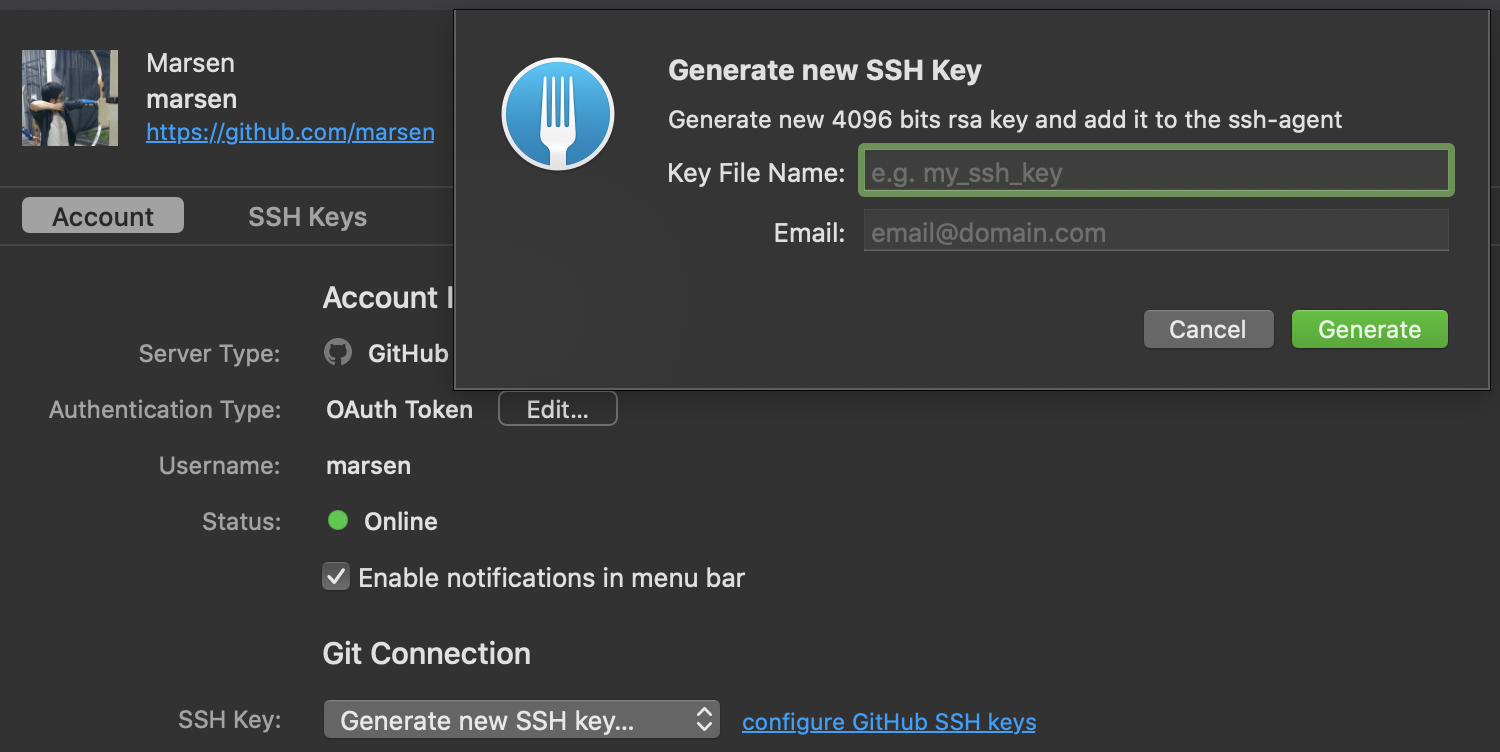 Marsen
marsen
https://github.com/marsen
Account
SSH Keys
Generate new SSH Key
Generate new 4096 bits rsa key and add it to the ssh-agent
Key File Name: e.g. my_ssh_key
Email: email@domain.com
Cancel Generate
Account I
Server Type: GitHub
Authentication Type: OAuth Token Edit...
Username: marsen
Status: Online
Enable notifications in menu bar
Git Connection
SSH Key: Generate new SSH key... configure GitHub SSH keys